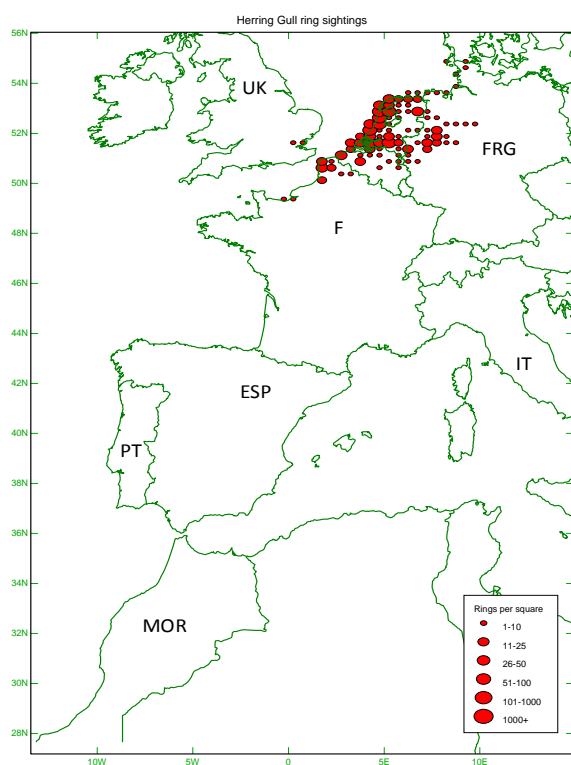 Herring Gull ring sightings
56N
54N
UK
52N
FRG
50N
48N
F
46N
44N
IT
42N
ESP
40N
PT
38N
36N
34N
MOR
32N
30N
28N
Rings per square
1-10
11-25
26-50
51-100
101-1000
1000+
10W
5W
0
5E
10E